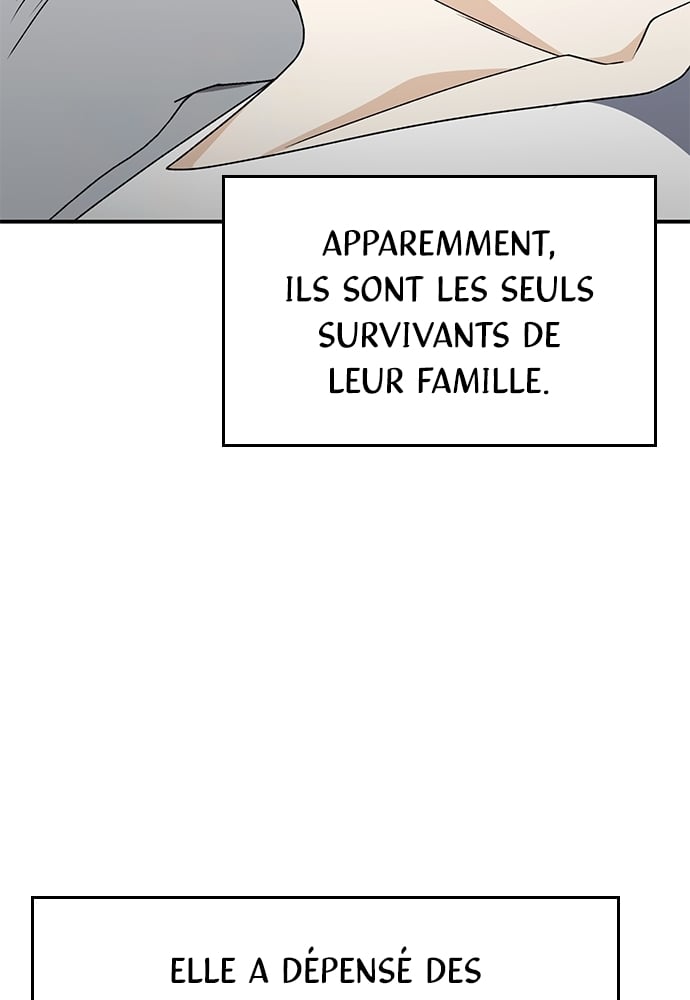 APPAREMMENT,
ILS SONT LES SEULS
SURVIVANTS DE
LEUR FAMILLE.
ELLE A DÉPENSÉ DES